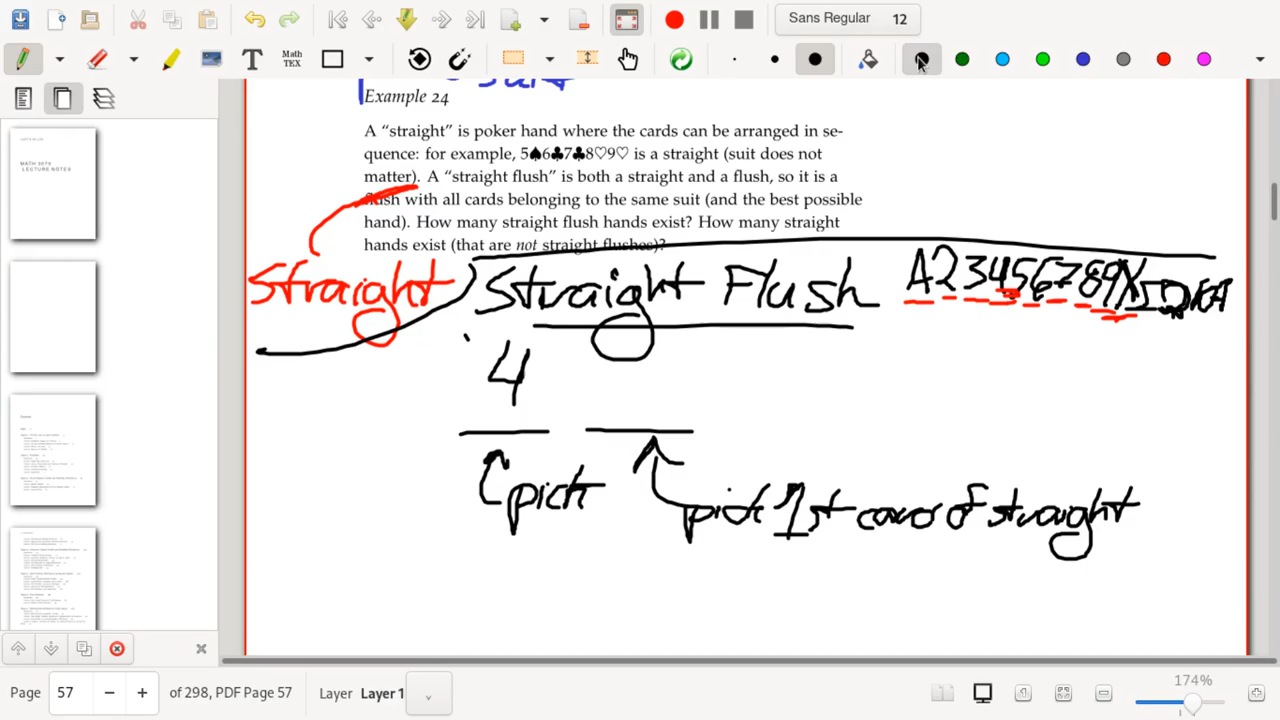 Sans Regular 12
Math
TEX
Example 24
A “straight” is poker hand where the cards can be arranged in se-
quence: for example, 5♠6♣7♣8♡9♡ is a straight (suit does not
matter). A “straight flush” is both a straight and a flush, so it is a
flush with all cards belonging to the same suit (and the best possible
hand). How many straight flush hands exist? How many straight
hands exist (that are not straight flushes)?
Straight
Straight Flush
A23456789XJQKA
4
pick
pick 1st card of straight
MATH 3079
LECTURE NOTES
Page 57 of 298, PDF Page 57 Layer Layer 1
174%